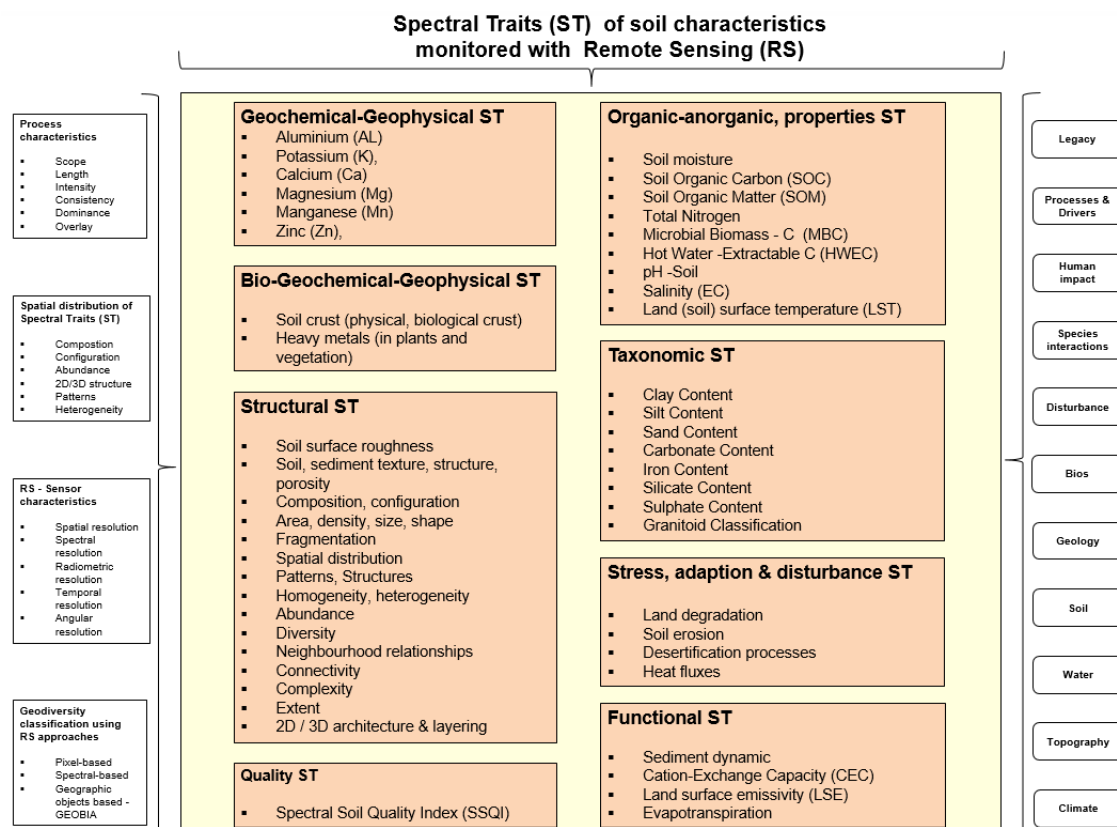 Spectral Traits (ST) of soil characteristics
monitored with Remote Sensing (RS)
Process
characteristics
▪ Scope
▪ Length
▪ Intensity
▪ Consistency
▪ Dominance
▪ Overlay
Spatial distribution of
Spectral Traits (ST)
▪ Compostion
▪ Configuration
▪ Abundance
▪ 2D/3D structure
▪ Patterns
▪ Heterogeneity
RS - Sensor
characteristics
▪ Spatial resolution
▪ Spectral
resolution
▪ Radiometric
resolution
▪ Temporal
resolution
▪ Angular
resolution
Geodiversity
classification using
RS approaches
▪ Pixel-based
▪ Spectral-based
▪ Geographic
objects based -
GEOBIA
Geochemical-Geophysical ST
▪ Aluminium (AL)
▪ Potassium (K),
▪ Calcium (Ca)
▪ Magnesium (Mg)
▪ Manganese (Mn)
▪ Zinc (Zn),
Bio-Geochemical-Geophysical ST
▪ Soil crust (physical, biological crust)
▪ Heavy metals (in plants and
vegetation)
Structural ST
▪ Soil surface roughness
▪ Soil, sediment texture, structure,
porosity
▪ Composition, configuration
▪ Area, density, size, shape
▪ Fragmentation
▪ Spatial distribution
▪ Patterns, Structures
▪ Homogeneity, heterogeneity
▪ Abundance
▪ Diversity
▪ Neighbourhood relationships
▪ Connectivity
▪ Complexity
▪ Extent
▪ 2D / 3D architecture & layering
Quality ST
▪ Spectral Soil Quality Index (SSQI)
Organic-anorganic, properties ST
▪ Soil moisture
▪ Soil Organic Carbon (SOC)
▪ Soil Organic Matter (SOM)
▪ Total Nitrogen
▪ Microbial Biomass - C (MBC)
▪ Hot Water -Extractable C (HWEC)
▪ pH -Soil
▪ Salinity (EC)
▪ Land (soil) surface temperature (LST)
Taxonomic ST
▪ Clay Content
▪ Silt Content
▪ Sand Content
▪ Carbonate Content
▪ Iron Content
▪ Silicate Content
▪ Sulphate Content
▪ Granitoid Classification
Stress, adaption & disturbance ST
▪ Land degradation
▪ Soil erosion
▪ Desertification processes
▪ Heat fluxes
Functional ST
▪ Sediment dynamic
▪ Cation-Exchange Capacity (CEC)
▪ Land surface emissivity (LSE)
▪ Evapotranspiration
Legacy
Processes &
Drivers
Human
impact
Species
interactions
Disturbance
Bios
Geology
Soil
Water
Topography
Climate